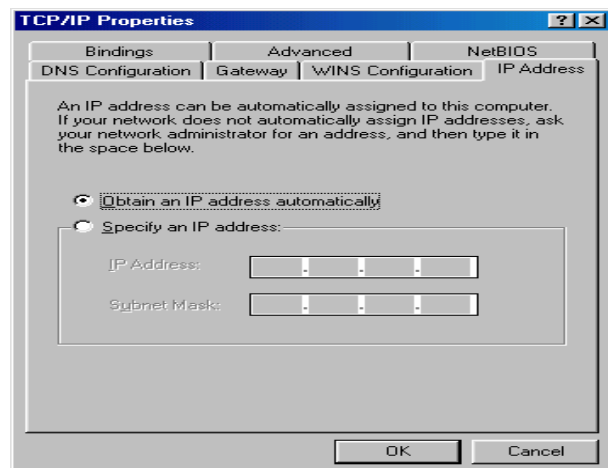 TCP/IP Properties
Bindings Advanced NetBIOS
DNS Configuration Gateway WINS Configuration IP Address
An IP address can be automatically assigned to this computer.
If your network does not automatically assign IP addresses, ask
your network administrator for an address, and then type it in
the space below.
Obtain an IP address automatically
Specify an IP address:
IP Address:
Subnet Mask:
OK Cancel